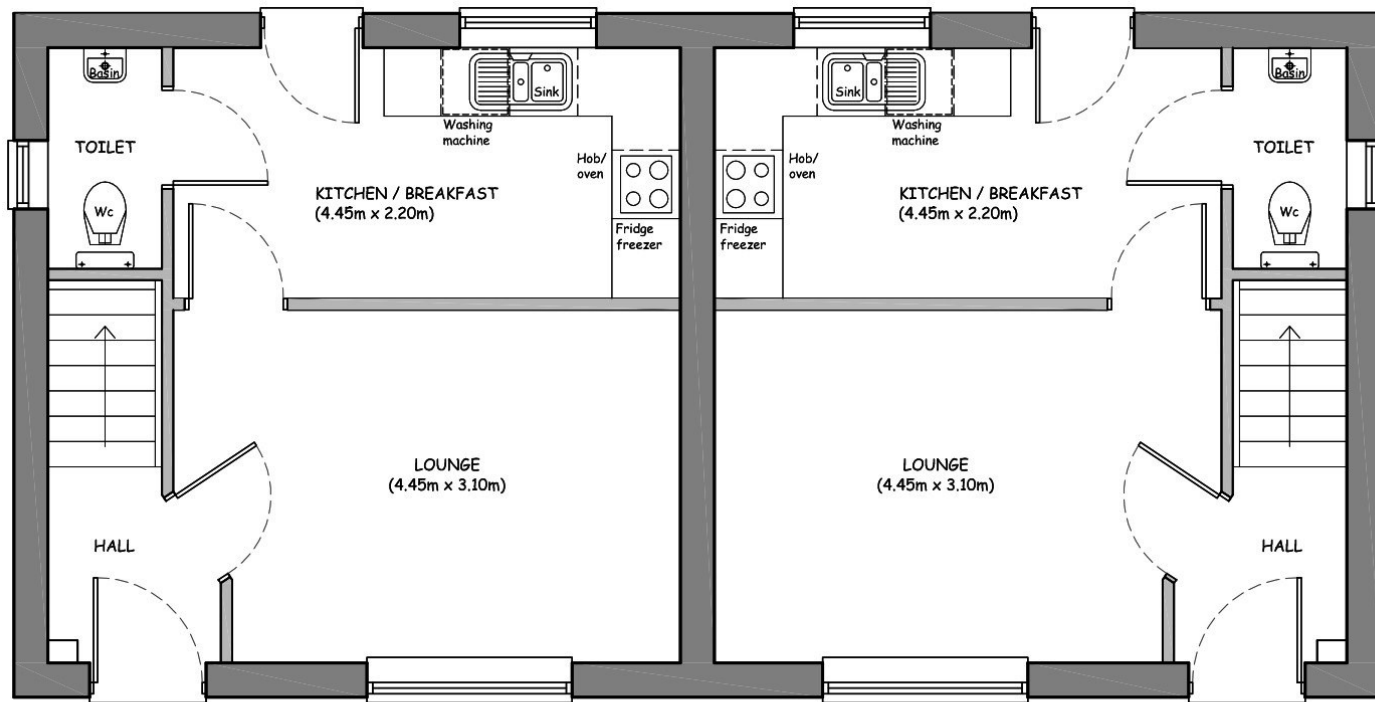 Basin
Sink
Washing
machine
TOILET
Hob/
oven
KITCHEN / BREAKFAST
(4.45m x 2.20m)
Wc
Fridge
freezer
LOUNGE
(4.45m x 3.10m)
HALL
Sink
Basin
Washing
machine
TOILET
Hob/
oven
KITCHEN / BREAKFAST
(4.45m x 2.20m)
Wc
Fridge
freezer
LOUNGE
(4.45m x 3.10m)
HALL